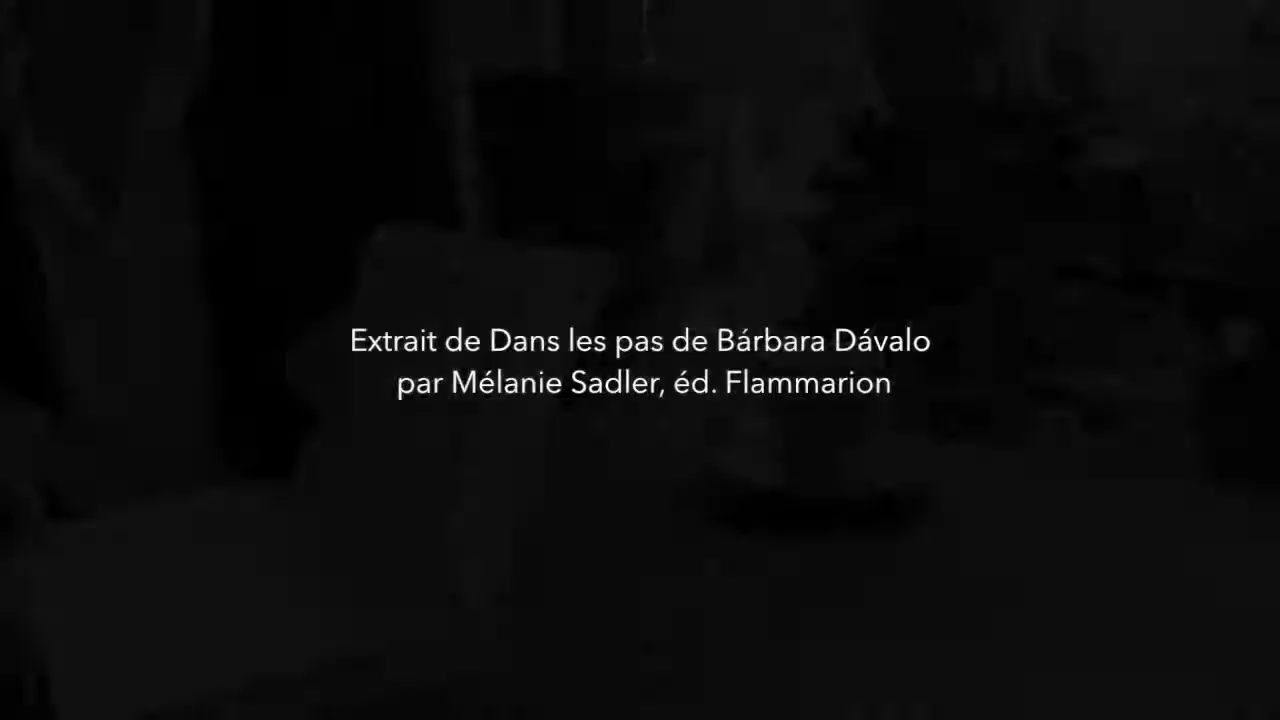 Extrait de Dans les pas de Bárbara Dávalo
par Mélanie Sadler, éd. Flammarion